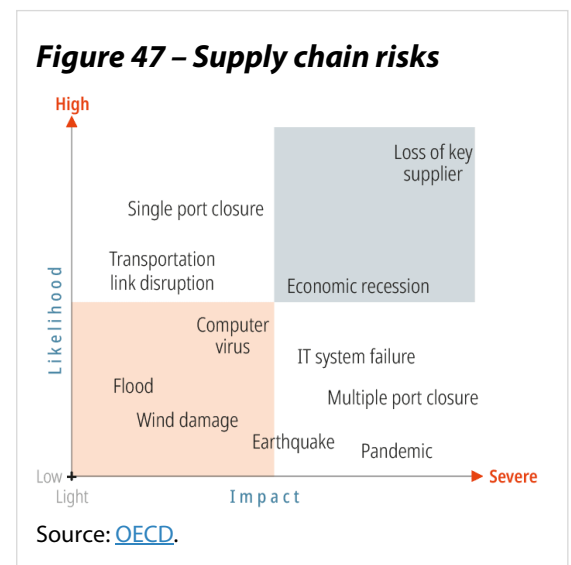 Figure 47 – Supply chain risks
High
Loss of key
supplier
Single port closure
Transportation
link disruption
Economic recession
Likelihood
Computer
virus
IT system failure
Flood
Multiple port closure
Wind damage
Earthquake
Pandemic
Low
Light
Impact
Severe
Source: OECD.